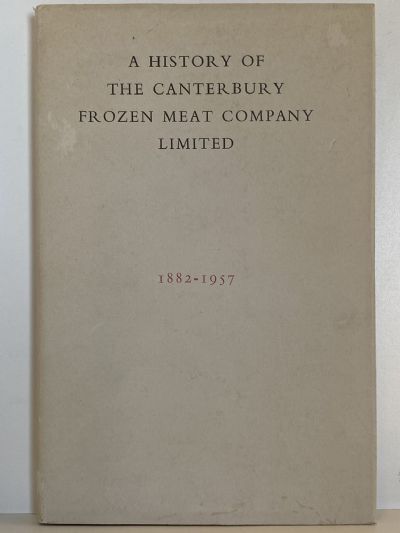 A HISTORY OF
THE CANTERBURY
FROZEN MEAT COMPANY
LIMITED
1882-1957